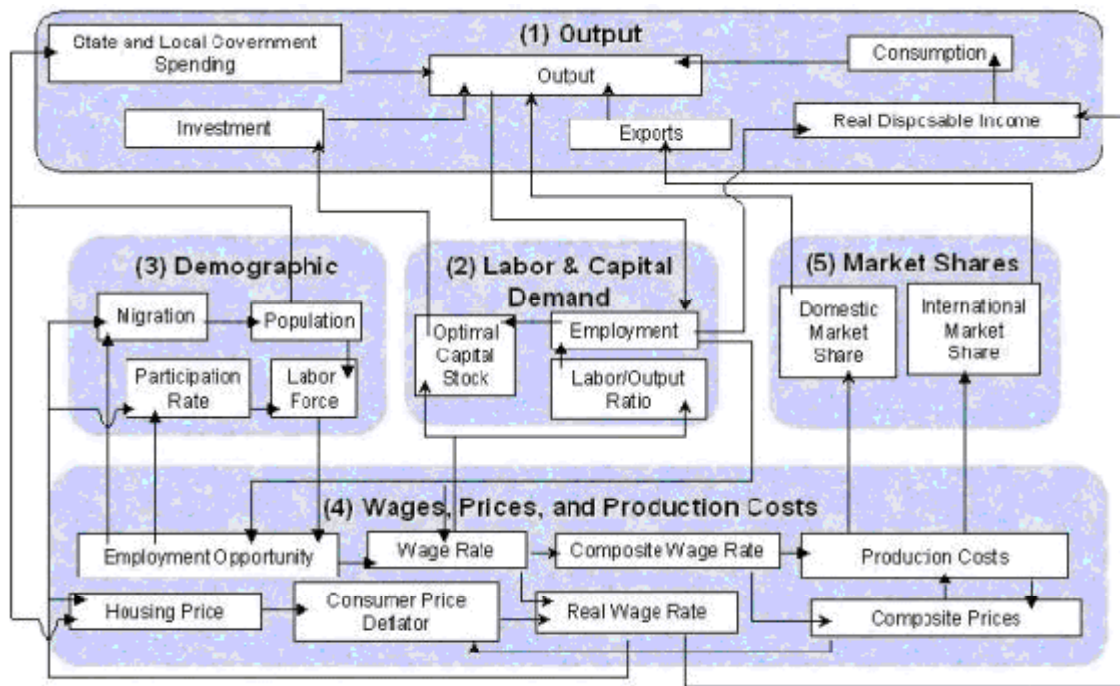 (1) Output
State and Local Government
Spending
Output
Consumption
Investment
Exports
Real Disposable Income
(3) Demographic
Nigration
Population
Participation
Rate
Labor
Force
(2) Labor & Capital
Demand
Optimal
Capital
Stock
Employment
Labor/Output
Ratio
(5) Market Shares
Domestic
Market
Share
International
Market
Share
(4) Wages, Prices, and Production Costs
Employment Opportunity
Wage Rate
Composite Wage Rate
Production Costs
Housing Price
Consumer Price
Deflator
Real Wage Rate
Composite Prices